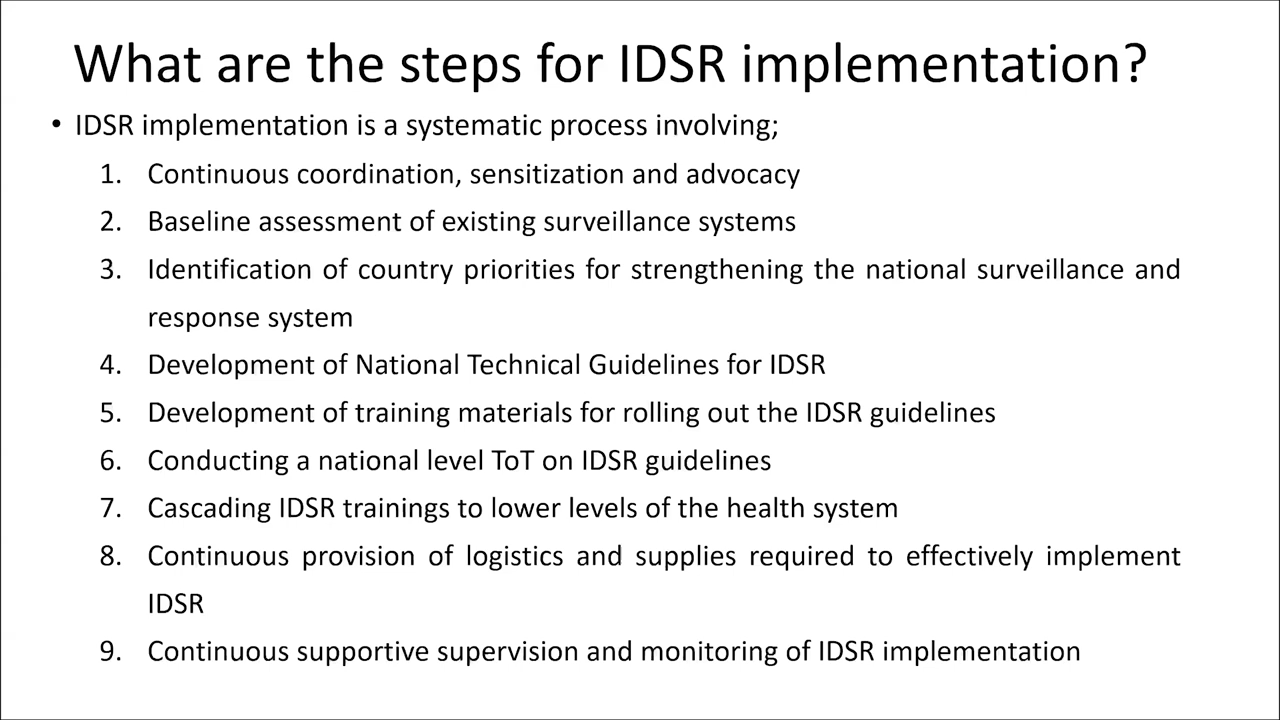 What are the steps for IDSR implementation?
• IDSR implementation is a systematic process involving;
1. Continuous coordination, sensitization and advocacy
2. Baseline assessment of existing surveillance systems
3. Identification of country priorities for strengthening the national surveillance and
response system
4. Development of National Technical Guidelines for IDSR
5. Development of training materials for rolling out the IDSR guidelines
6. Conducting a national level ToT on IDSR guidelines
7. Cascading IDSR trainings to lower levels of the health system
8. Continuous provision of logistics and supplies required to effectively implement
IDSR
9. Continuous supportive supervision and monitoring of IDSR implementation